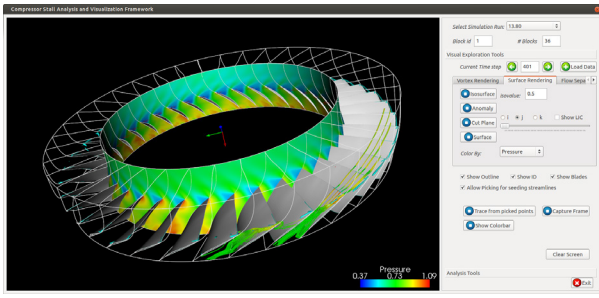 Compressor Stall Analysis and Visualization Framework
Select Simulation Run: 13.80
Block id 1 # Blocks 36
Visual Exploration Tools
Current Time step 401 Load Data
Vortex Rendering Surface Rendering Flow Sepa
Isosurface isovalue: 0.5
Anomaly
Cut Plane i j k Show LIC
Surface
Color By: Pressure
Show Outline Show ID Show Blades
Allow Picking for seeding streamlines
Trace from picked points Capture Frame
Show Colorbar
Clear Screen
Analysis Tools
Exit
Pressure
0.37 0.73 1.09